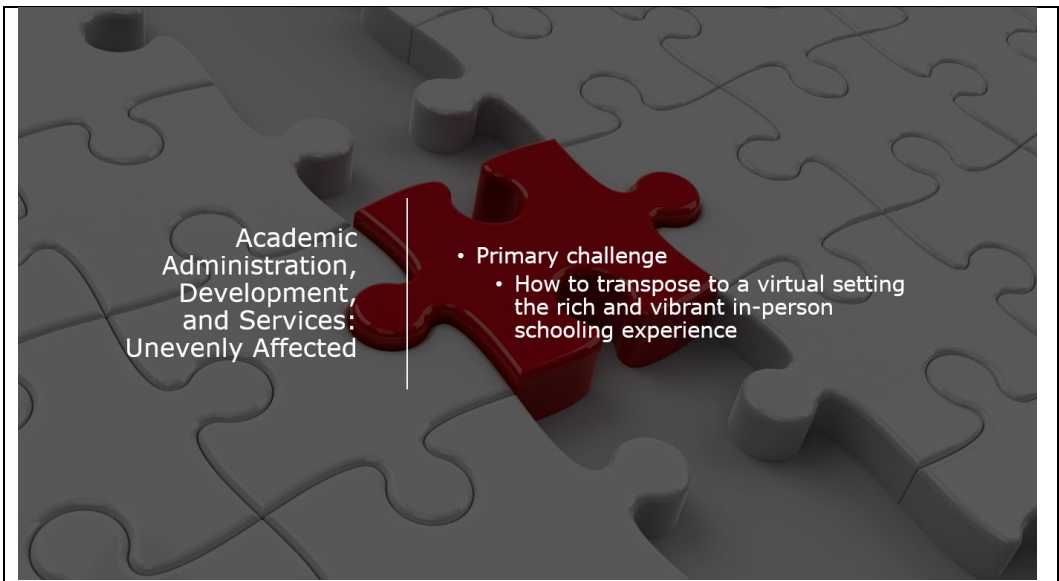 Academic
Administration,
Development,
and Services:
Unevenly Affected
• Primary challenge
• How to transpose to a virtual setting
the rich and vibrant in-person
schooling experience